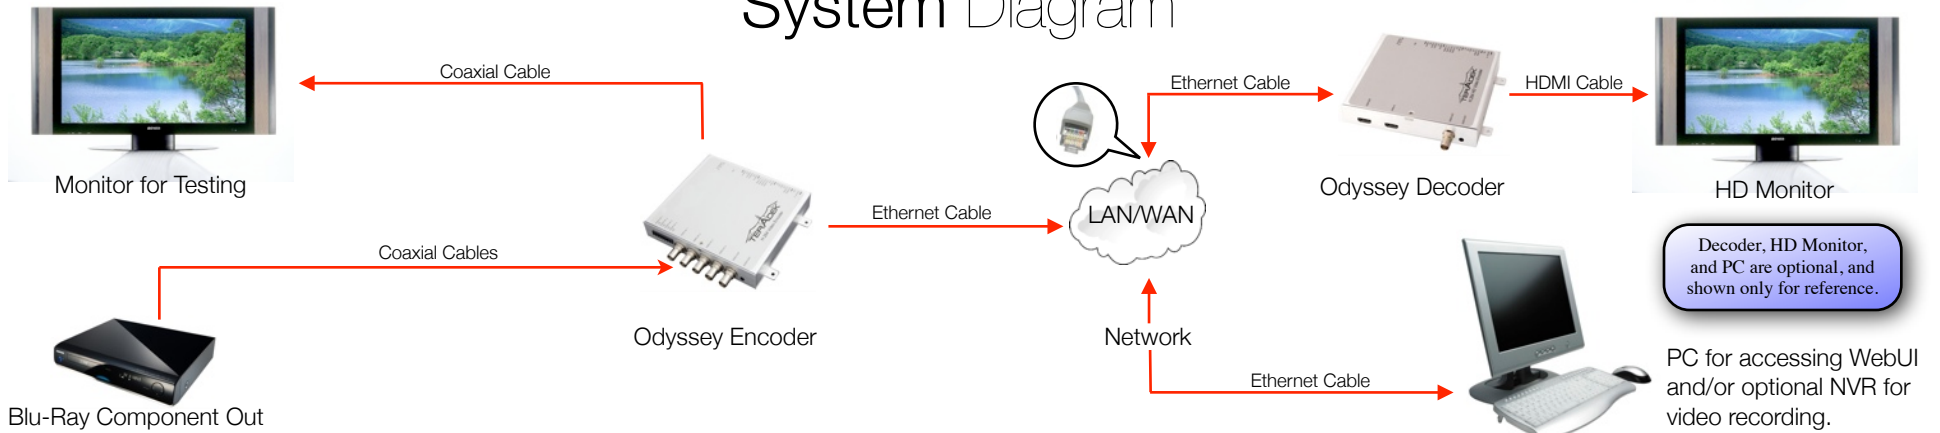 System Diagram
Coaxial Cable
Ethernet Cable
HDMI Cable
TERADEK
TERADEK
Monitor for Testing
Odyssey Decoder
HD Monitor
Ethernet Cable
LAN/WAN
Coaxial Cables
Decoder, HD Monitor,
and PC are optional, and
shown only for reference.
Odyssey Encoder
Network
PC for accessing WebUI
and/or optional NVR for
video recording.
Ethernet Cable
Blu-Ray Component Out